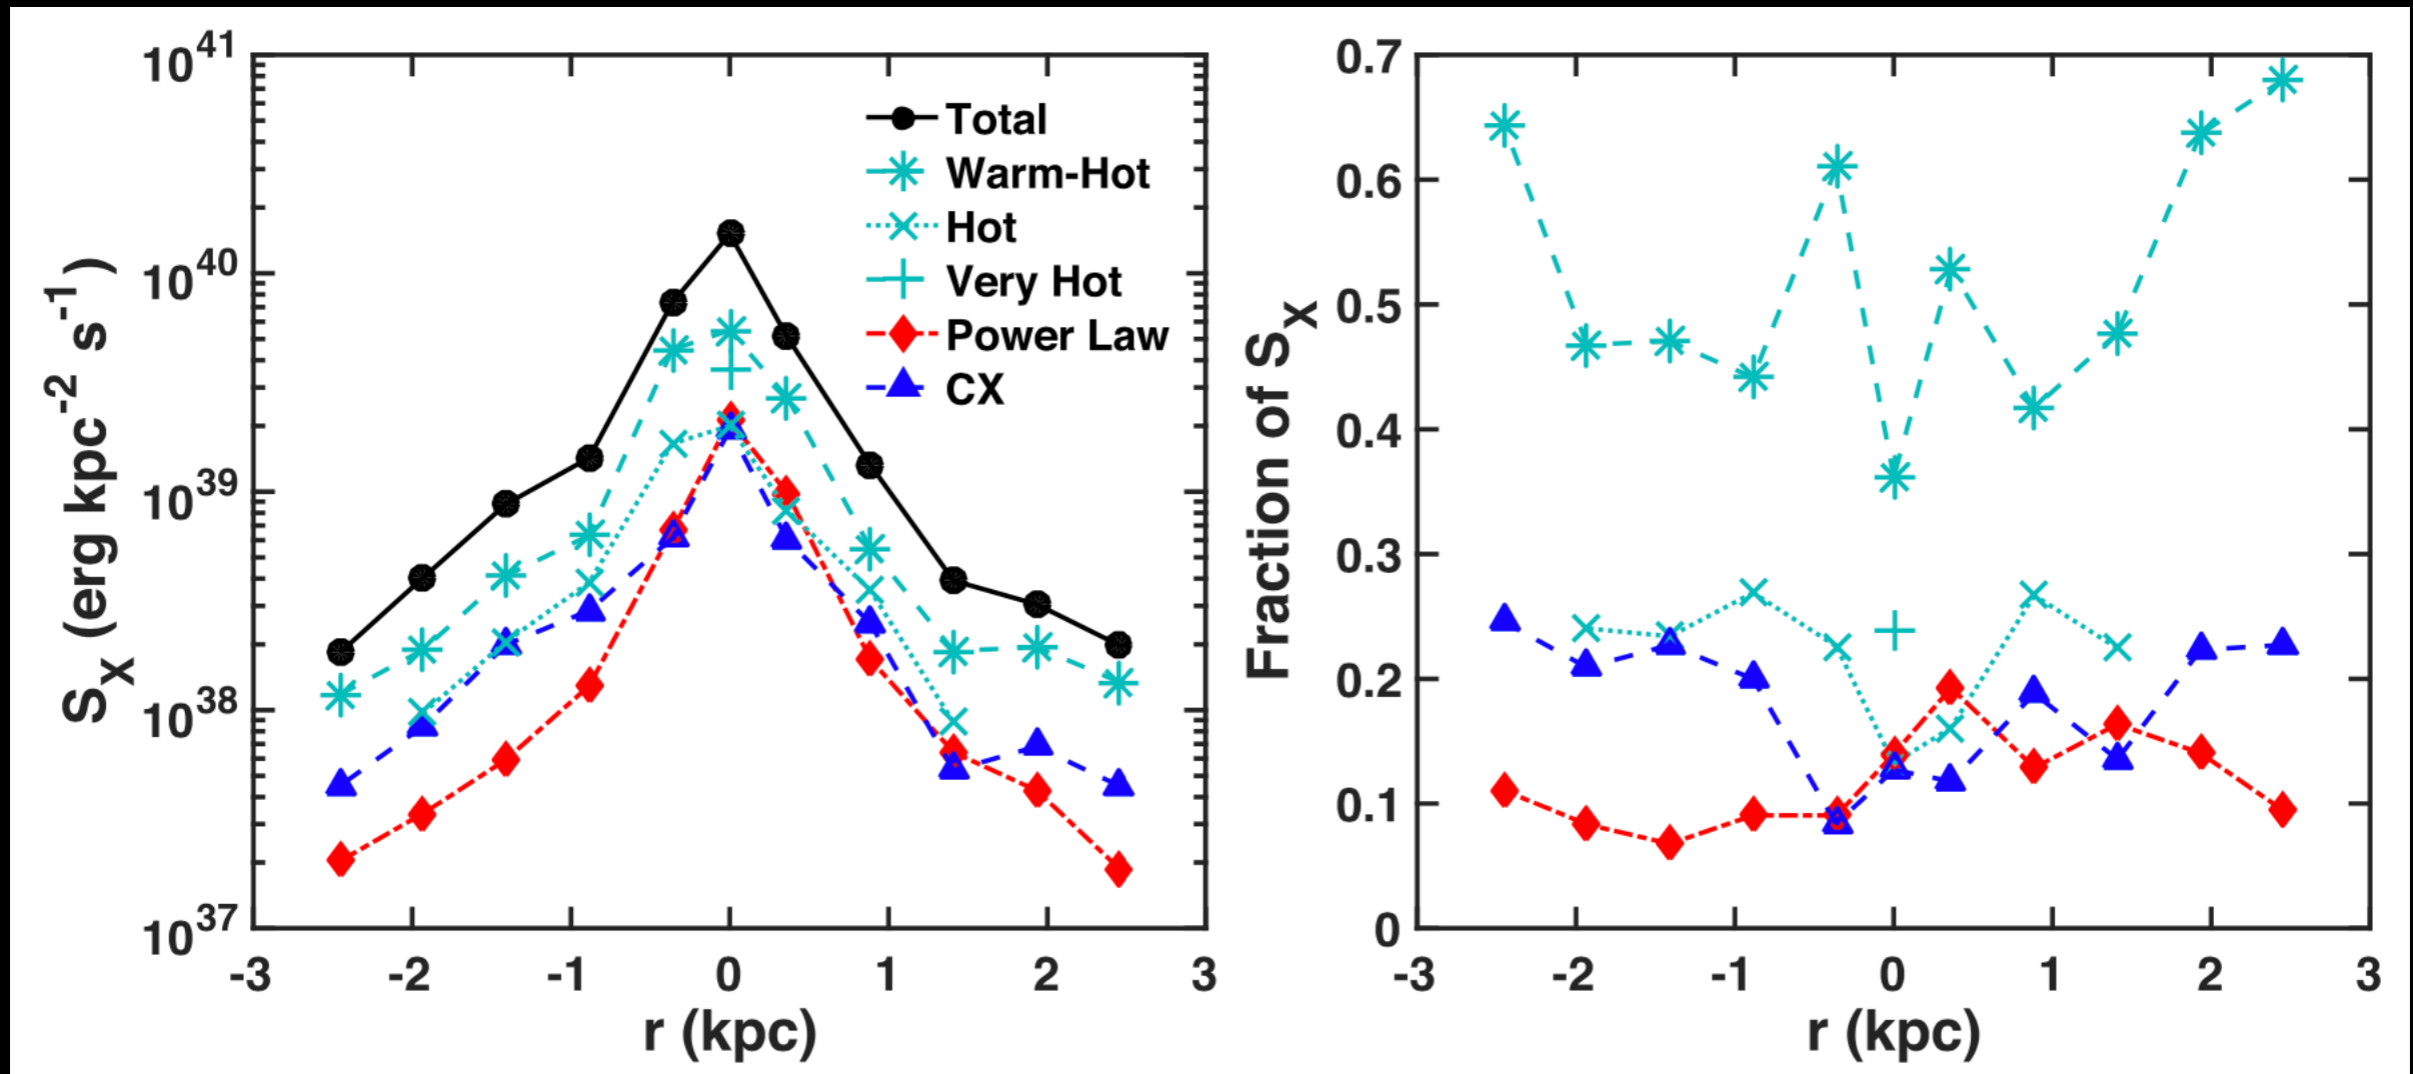 10^41
10^40
10^39
10^38
10^37
S_X (erg kpc^-2 s^-1)
Total
Warm-Hot
Hot
Very Hot
Power Law
CX
-3 -2 -1 0 1 2 3
r (kpc)
0.7
0.6
0.5
0.4
0.3
0.2
0.1
0
Fraction of S_X
-3 -2 -1 0 1 2 3
r (kpc)